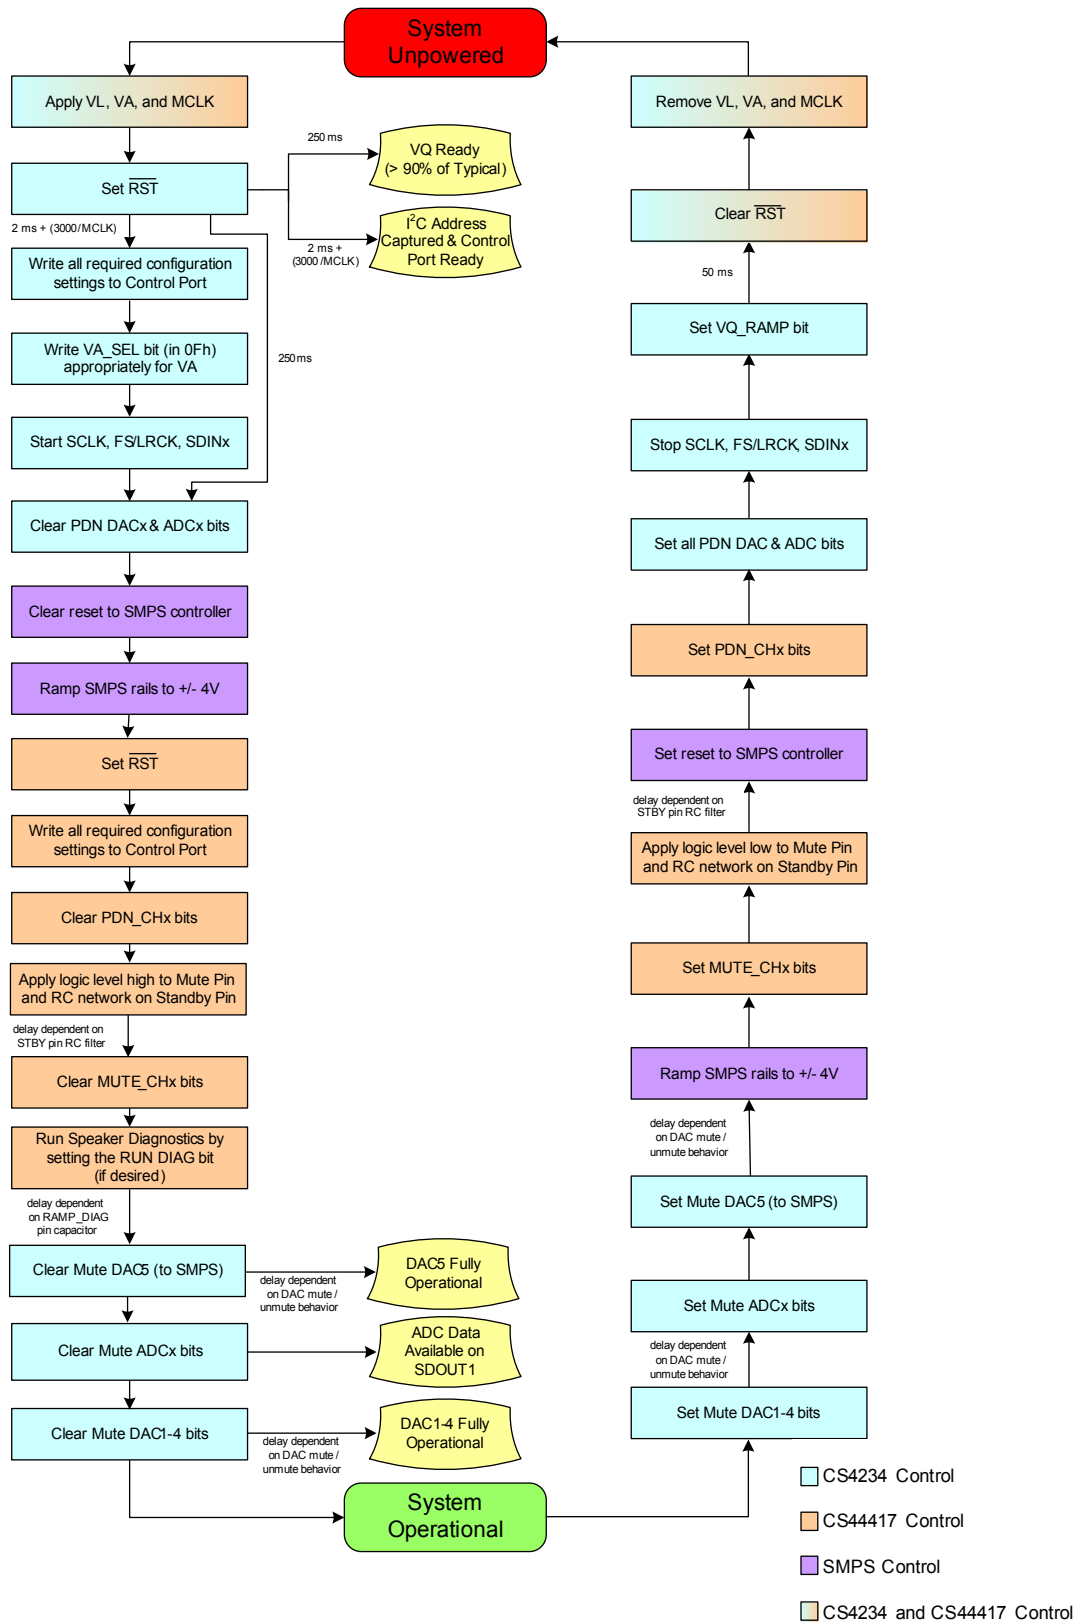 System
Unpowered
Apply VL, VA, and MCLK
Set RST
250 ms
VQ Ready
(> 90% of Typical)
2 ms + (3000/MCLK)
I2C Address
Captured & Control
Port Ready
2 ms +
(3000/MCLK)
Write all required configuration
settings to Control Port
Write VA_SEL bit (in 0Fh)
appropriately for VA
250ms
Start SCLK, FS/LRCK, SDINx
Clear PDN DACx & ADCx bits
Clear reset to SMPS controller
Ramp SMPS rails to +/- 4V
Set RST
Write all required configuration
settings to Control Port
Clear PDN_CHx bits
Apply logic level high to Mute Pin
and RC network on Standby Pin
delay dependent on
STBY pin RC filter
Clear MUTE_CHx bits
Run Speaker Diagnostics by
setting the RUN DIAG bit
(if desired)
delay dependent
on RAMP_DIAG
pin capacitor
Clear Mute DAC5 (to SMPS)
delay dependent
on DAC mute /
unmute behavior
DAC5 Fully
Operational
Clear Mute ADCx bits
ADC Data
Available on
SDOUT1
Clear Mute DAC1-4 bits
delay dependent
on DAC mute /
unmute behavior
DAC1-4 Fully
Operational
System
Operational
Remove VL, VA, and MCLK
Clear RST
50 ms
Set VQ_RAMP bit
Stop SCLK, FS/LRCK, SDINx
Set all PDN DAC & ADC bits
Set PDN_CHx bits
Set reset to SMPS controller
delay dependent on
STBY pin RC filter
Apply logic level low to Mute Pin
and RC network on Standby Pin
Set MUTE_CHx bits
Ramp SMPS rails to +/- 4V
delay dependent
on DAC mute /
unmute behavior
Set Mute DAC5 (to SMPS)
Set Mute ADCx bits
delay dependent
on DAC mute /
unmute behavior
Set Mute DAC1-4 bits
CS4234 Control
CS44417 Control
SMPS Control
CS4234 and CS44417 Control